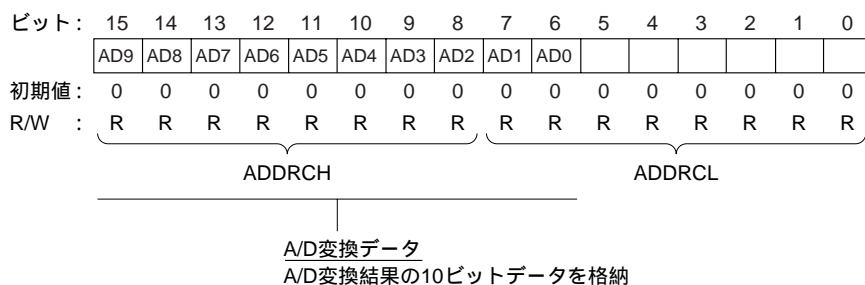 ビット : 15 14 13 12 11 10 9 8 7 6 5 4 3 2 1 0
AD9 AD8 AD7 AD6 AD5 AD4 AD3 AD2 AD1 AD0
初期値 : 0 0 0 0 0 0 0 0 0 0 0 0 0 0 0 0
R/W : R R R R R R R R R R R R R R R R
ADDRCH ADDRCL
A/D変換データ
A/D変換結果の10ビットデータを格納